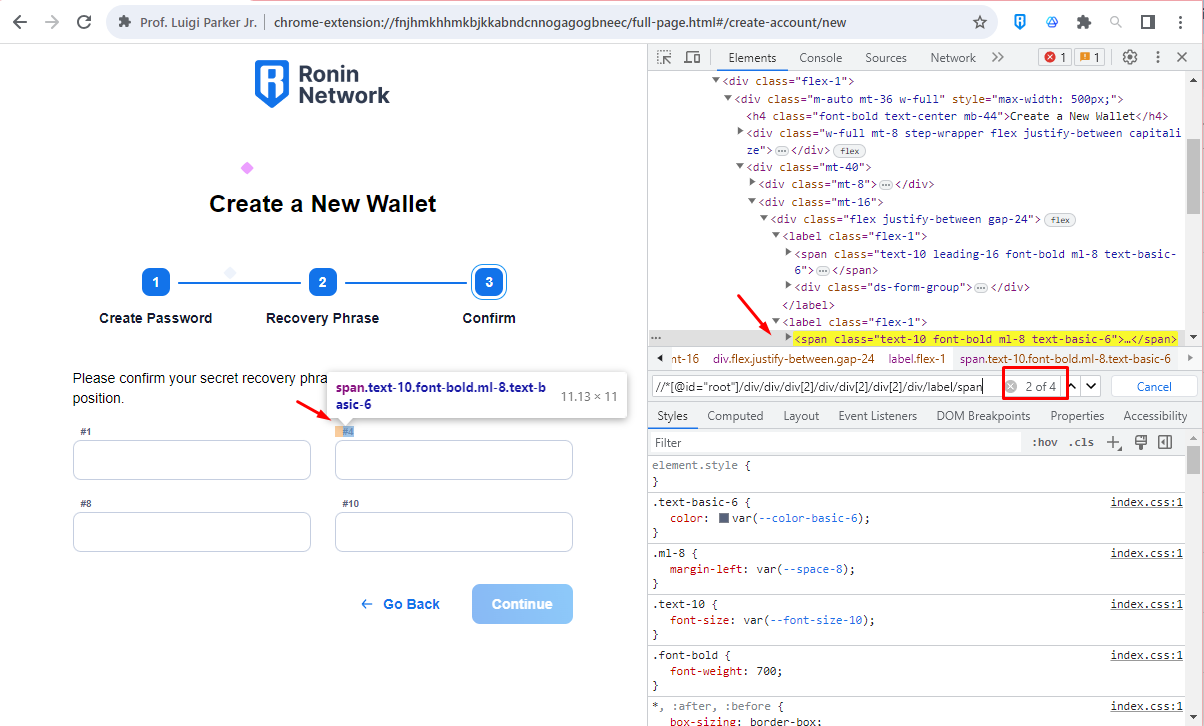 Prof. Luigi Parker Jr. chrome-extension://fnjhmkhhmkbjkkabndcnnogagogbneec/full-page.html#/create-account/new
Ronin
Network
Create a New Wallet
1
2
3
Create Password
Recovery Phrase
Confirm
Please confirm your secret recovery phra
position.
span.text-10.font-bold.ml-8.text-b
asic-6
11.13 × 11
#1
#4
#8
#10
Go Back
Continue
Elements Console Sources Network 1 1
<div class="flex-1">
<div class="m-auto mt-36 w-full" style="max-width: 500px;">
<h4 class="font-bold text-center mb-44">Create a New Wallet</h4>
<div class="w-full mt-8 step-wrapper flex justify-between capitali
ze">…</div> flex
<div class="mt-40">
<div class="mt-8">…</div>
<div class="mt-16">
<div class="flex justify-between gap-24"> flex
<label class="flex-1">
<span class="text-10 leading-16 font-bold ml-8 text-basic-
6">…</span>
<div class="ds-form-group">…</div>
</label>
<label class="flex-1">
<span class="text-10 font-bold ml-8 text-basic-6">…</span>
nt-16 div.flex.justify-between.gap-24 label.flex-1 span.text-10.font-bold.ml-8.text-basic-6
//*[@id="root"]/div/div/div[2]/div/div[2]/div[2]/div/label/span 2 of 4 Cancel
Styles Computed Layout Event Listeners DOM Breakpoints Properties Accessibility
Filter :hov .cls
element.style {
}
.text-basic-6 { index.css:1
color: var(--color-basic-6);
}
.ml-8 { index.css:1
margin-left: var(--space-8);
}
.text-10 { index.css:1
font-size: var(--font-size-10);
}
.font-bold { index.css:1
font-weight: 700;
}
*, :after, :before { index.css:1
box-sizing: border-box;